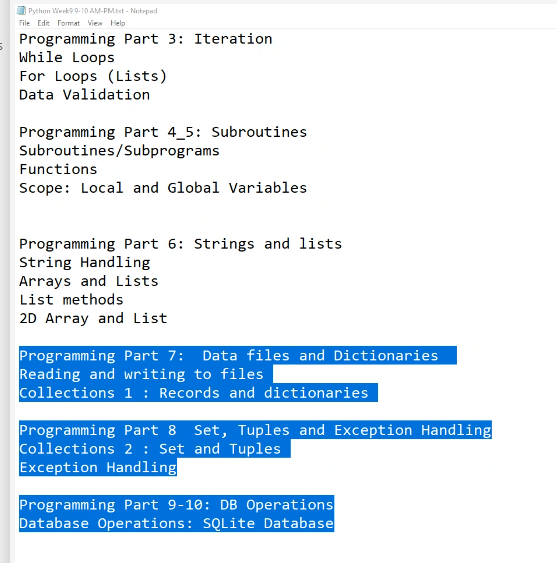 Python Week9 9-10 AM-PM.txt - Notepad
File Edit Format View Help
Programming Part 3: Iteration
While Loops
For Loops (Lists)
Data Validation
Programming Part 4_5: Subroutines
Subroutines/Subprograms
Functions
Scope: Local and Global Variables
Programming Part 6: Strings and lists
String Handling
Arrays and Lists
List methods
2D Array and List
Programming Part 7:  Data files and Dictionaries
Reading and writing to files
Collections 1 : Records and dictionaries
Programming Part 8  Set, Tuples and Exception Handling
Collections 2 : Set and Tuples
Exception Handling
Programming Part 9-10: DB Operations
Database Operations: SQLite Database